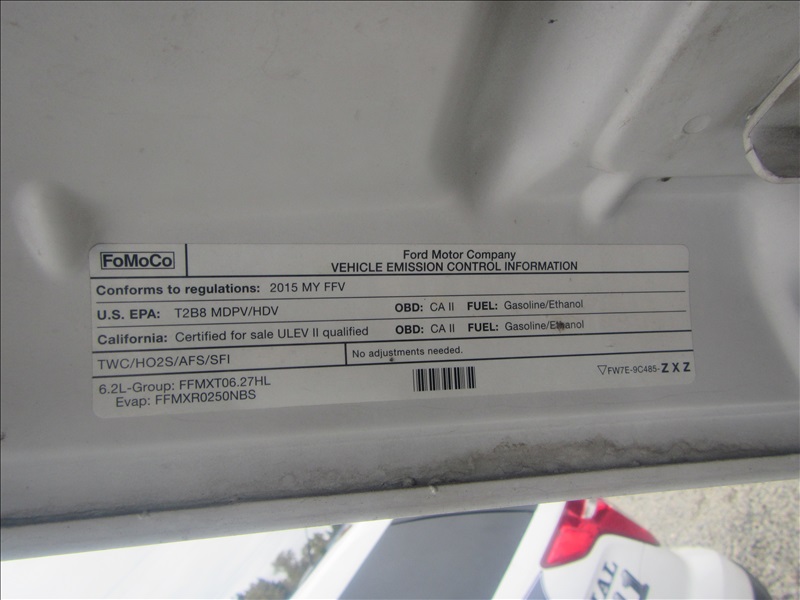 FoMoCo
Ford Motor Company
VEHICLE EMISSION CONTROL INFORMATION
Conforms to regulations: 2015 MY FFV
U.S. EPA: T2B8 MDPV/HDV OBD: CA II FUEL: Gasoline/Ethanol
California: Certified for sale ULEV II qualified OBD: CA II FUEL: Gasoline/Ethanol
TWC/HO2S/AFS/SFI
No adjustments needed.
6.2L-Group: FFMXT06.27HL
Evap: FFMXR0250NBS
▽FW7E-9C485-ZXZ